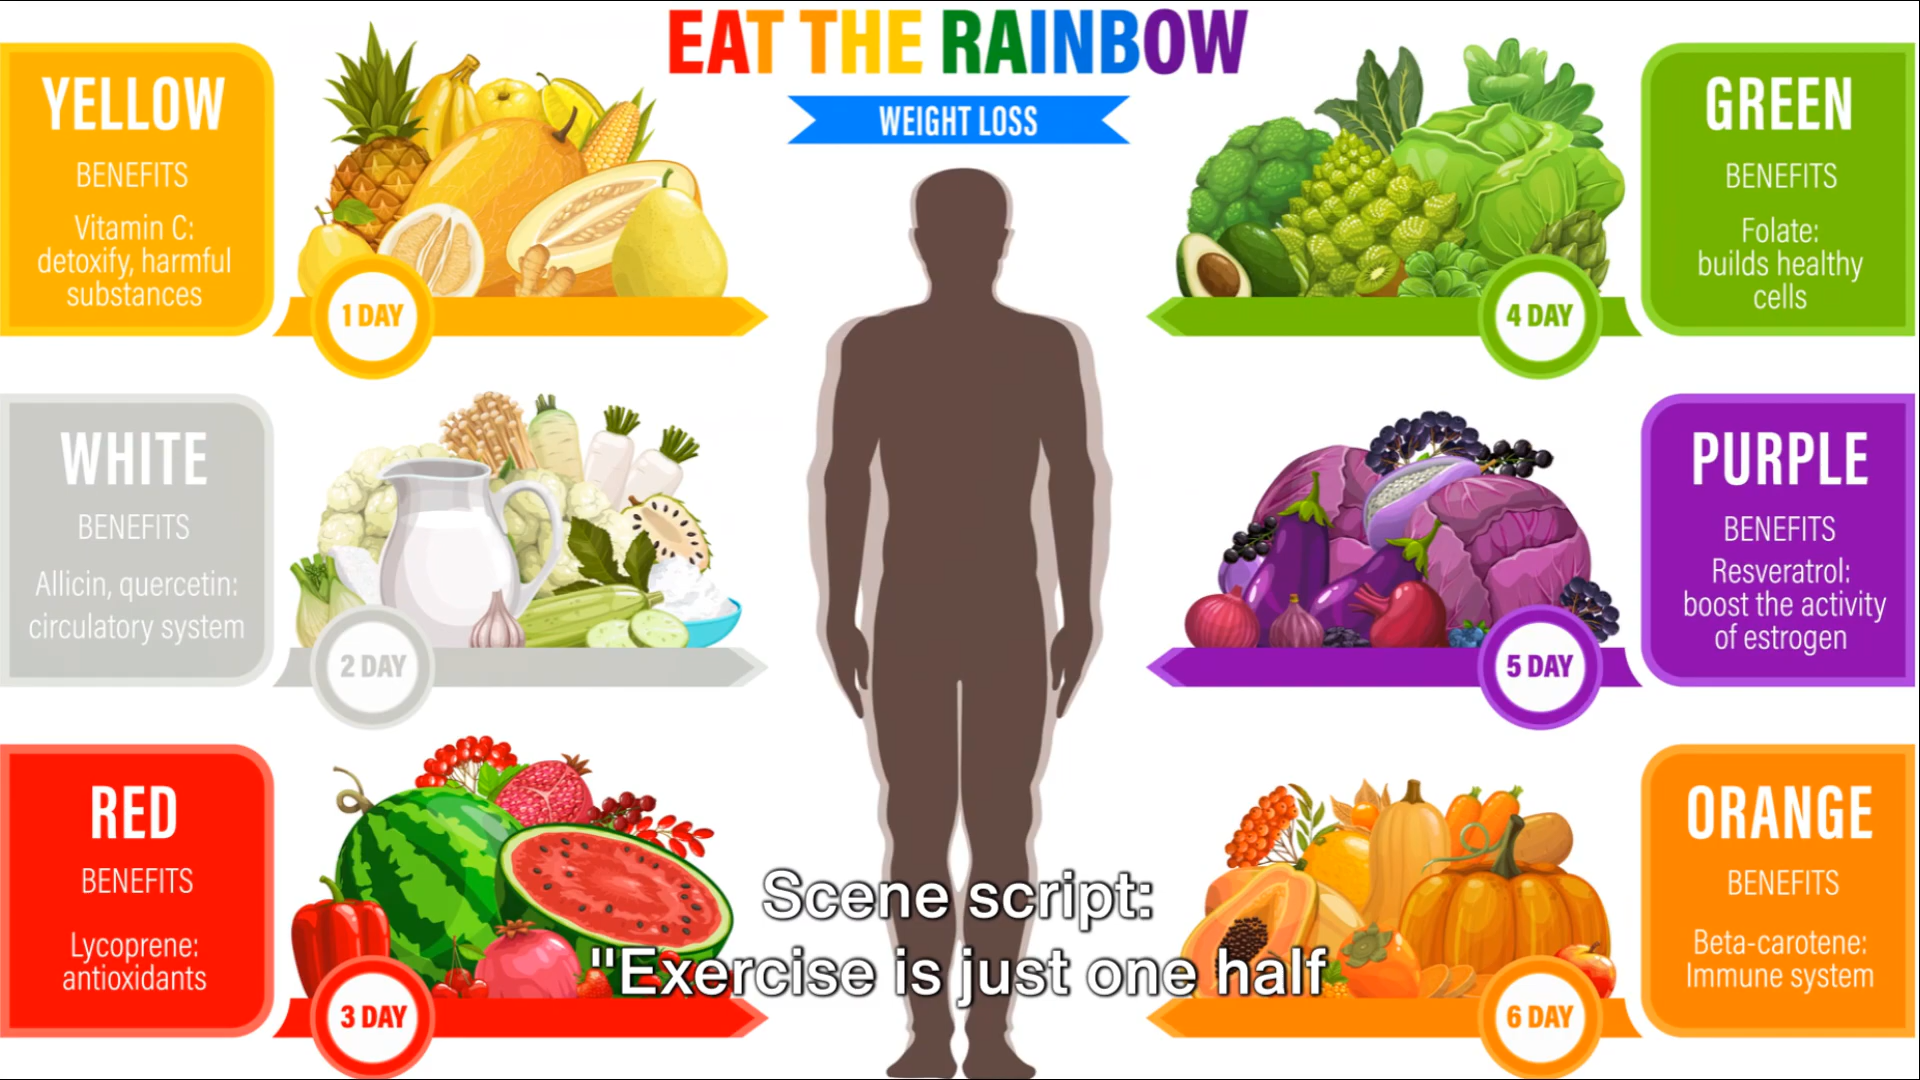 EAT THE RAINBOW
WEIGHT LOSS
YELLOW
BENEFITS
Vitamin C:
detoxify, harmful
substances
1 DAY
WHITE
BENEFITS
Allicin, quercetin:
circulatory system
2 DAY
RED
BENEFITS
Lycoprene:
antioxidants
3 DAY
GREEN
BENEFITS
Folate:
builds healthy
cells
4 DAY
PURPLE
BENEFITS
Resveratrol:
boost the activity
of estrogen
5 DAY
ORANGE
BENEFITS
Beta-carotene:
Immune system
6 DAY
Scene script:
"Exercise is just one half